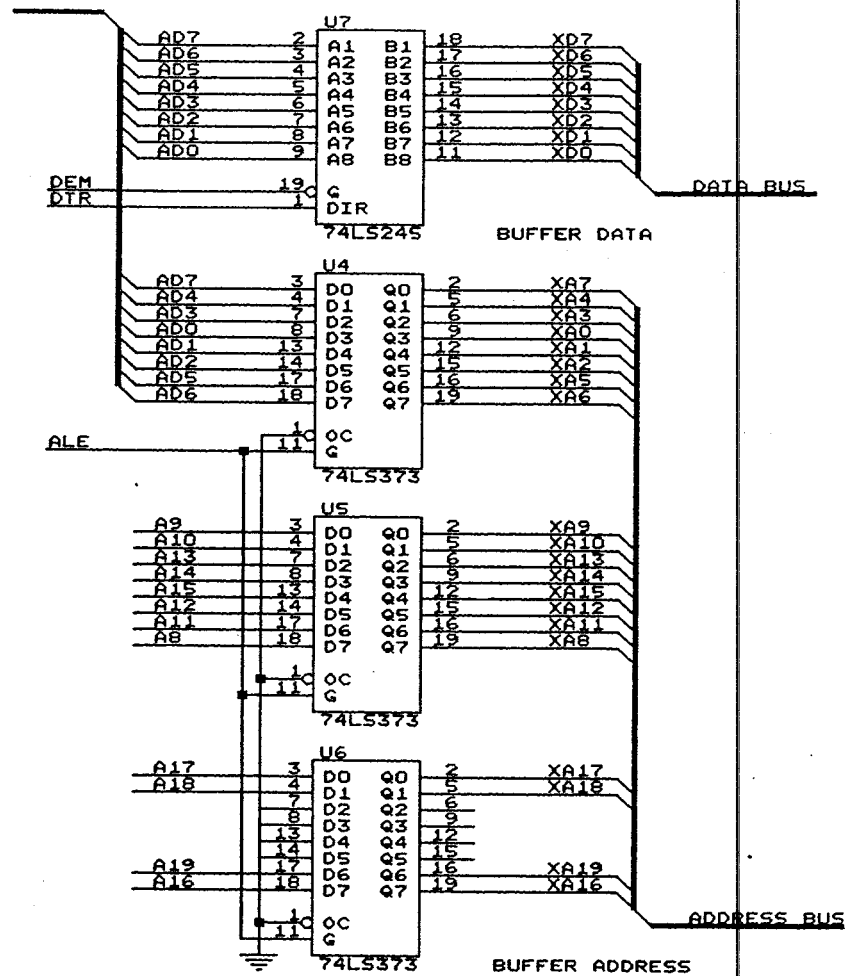 U7
AD7 2 A1 B1 18 XD7
AD6 3 A2 B2 17 XD6
AD5 4 A3 B3 16 XD5
AD4 5 A4 B4 15 XD4
AD3 6 A5 B5 14 XD3
AD2 7 A6 B6 13 XD2
AD1 8 A7 B7 12 XD1
AD0 9 A8 B8 11 XD0
DEM 19 G
DTR 1 DIR
DATA BUS
74LS245
BUFFER DATA
U4
AD7 3 D0 Q0 2 XA7
AD4 4 D1 Q1 5 XA4
AD3 7 D2 Q2 6 XA3
AD0 8 D3 Q3 9 XA0
AD1 13 D4 Q4 12 XA1
AD2 14 D5 Q5 15 XA2
AD5 17 D6 Q6 16 XA5
AD6 18 D7 Q7 19 XA6
1 OC
ALE 11 G
74LS373
U5
A9 3 D0 Q0 2 XA9
A10 4 D1 Q1 5 XA10
A13 7 D2 Q2 6 XA13
A14 8 D3 Q3 9 XA14
A15 13 D4 Q4 12 XA15
A12 14 D5 Q5 15 XA12
A11 17 D6 Q6 16 XA11
A8 18 D7 Q7 19 XA8
1 OC
11 G
74LS373
U6
A17 3 D0 Q0 2 XA17
A18 4 D1 Q1 5 XA18
7 D2 Q2 6
8 D3 Q3 9
13 D4 Q4 12
14 D5 Q5 15
A19 17 D6 Q6 16 XA19
A16 18 D7 Q7 19 XA16
1 OC
11 G
ADDRESS BUS
74LS373
BUFFER ADDRESS